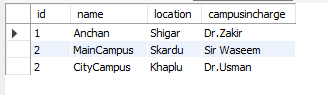 id name location campusincharge
1 Anchan Shigar Dr.Zakir
2 MainCampus Skardu Sir Waseem
2 CityCampus Khaplu Dr.Usman